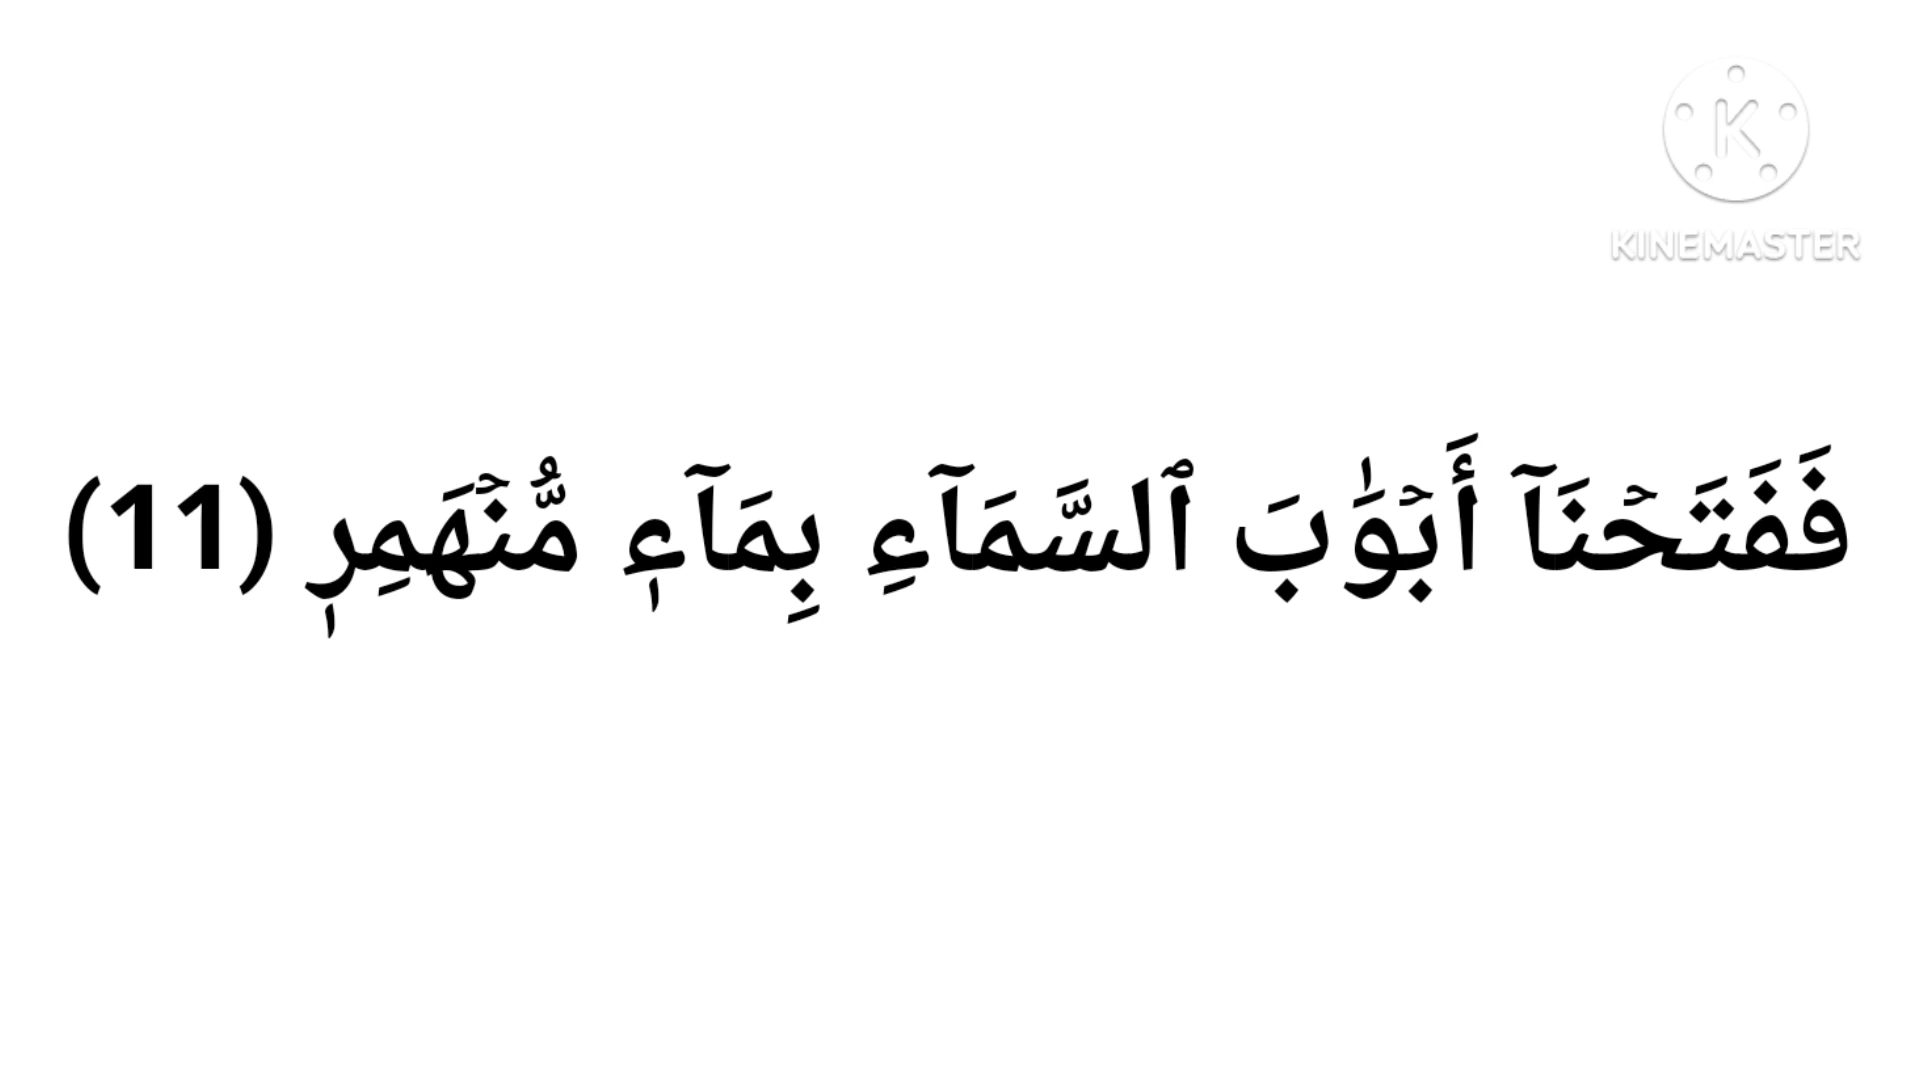 K
KINEMASTER
فَفَتَحۡنَآ أَبۡوَٰبَ ٱلسَّمَآءِ بِمَآءٖ مُّنۡهَمِرٖ (11)